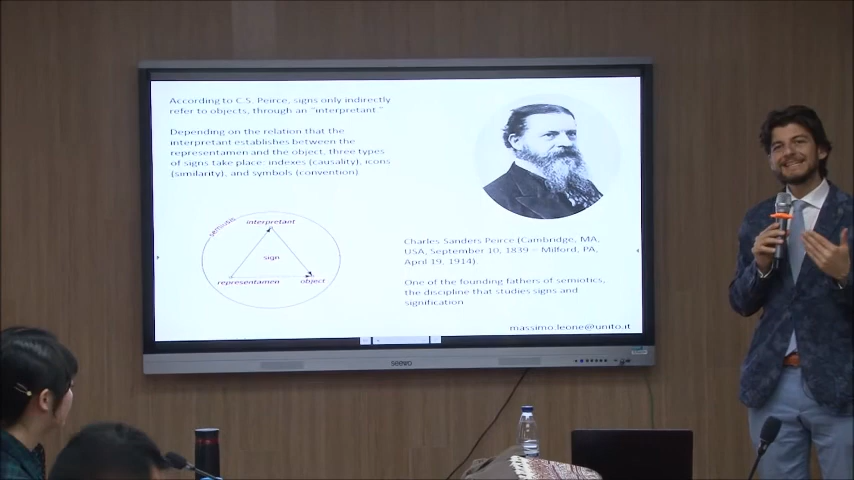 According to C.S. Peirce, signs only indirectly
refer to objects, through an "interpretant."
Depending on the relation that the
interpretant establishes between the
representamen and the object, three types
of signs take place: indexes (causality), icons
(similarity), and symbols (convention).
semiosis
interpretant
sign
representamen
object
Charles Sanders Peirce (Cambridge, MA,
USA, September 10, 1839 – Milford, PA,
April 19, 1914).
One of the founding fathers of semiotics,
the discipline that studies signs and
signification
massimo.leone@unito.it
seewo